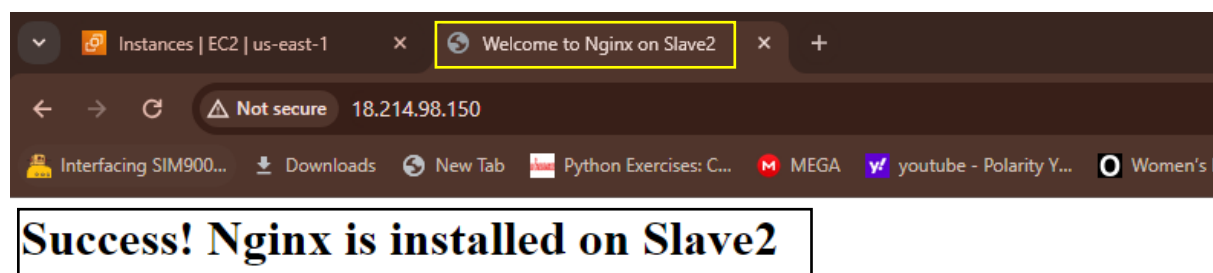 Instances | EC2 | us-east-1
Welcome to Nginx on Slave2
Not secure 18.214.98.150
Interfacing SIM900... Downloads New Tab Python Exercises: C... MEGA youtube - Polarity Y... Women's
Success! Nginx is installed on Slave2